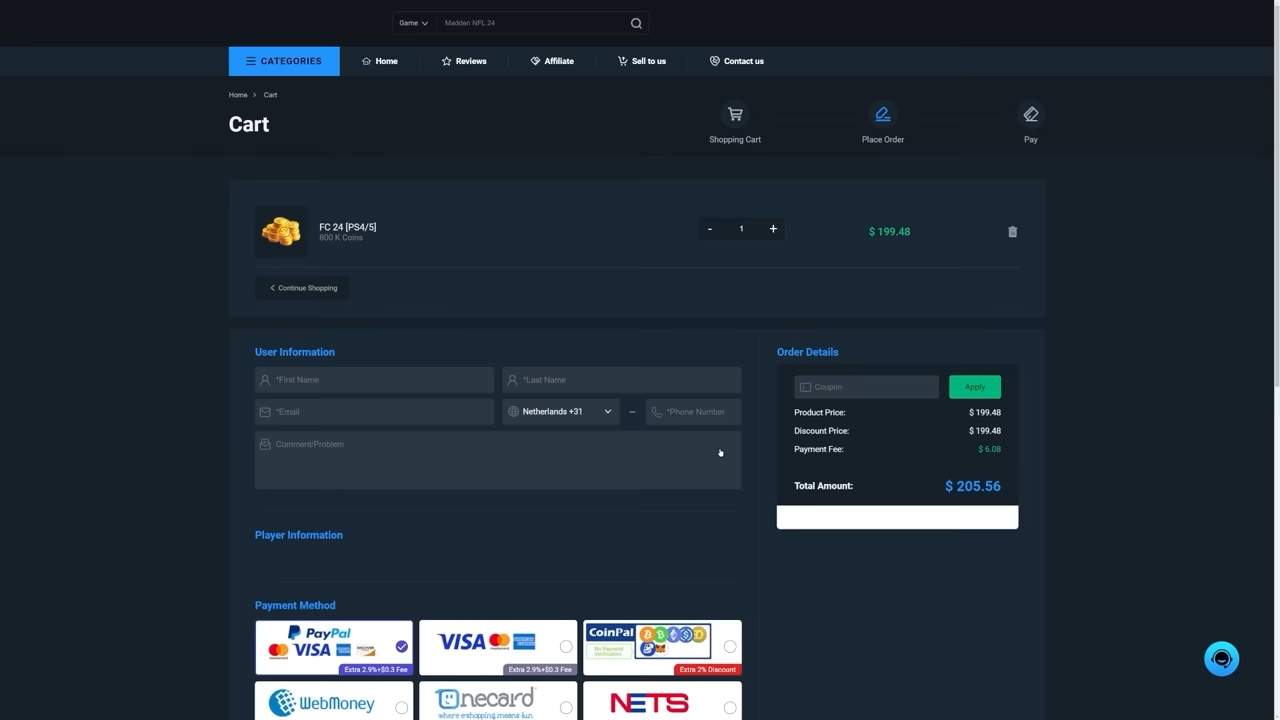 Game
Madden NFL 24
CATEGORIES
Home
Reviews
Affiliate
Sell to us
Contact us
Home > Cart
Cart
Shopping Cart
Place Order
Pay
FC 24 [PS4/5]
800 K Coins
- 1 +
$ 199.48
< Continue Shopping
User Information
*First Name
*Last Name
*Email
Netherlands +31
–
*Phone Number
Comment/Problem
Order Details
Coupon
Apply
Product Price: $ 199.48
Discount Price: $ 199.48
Payment Fee: $ 6.08
Total Amount: $ 205.56
Player Information
Payment Method
PayPal
VISA
Extra 2.9%+$0.3 Fee
VISA
Extra 2.9%+$0.3 Fee
CoinPal
No Payment
Verification
Extra 2% Discount
WebMoney
Onecard
where eshopping means fun
NETS